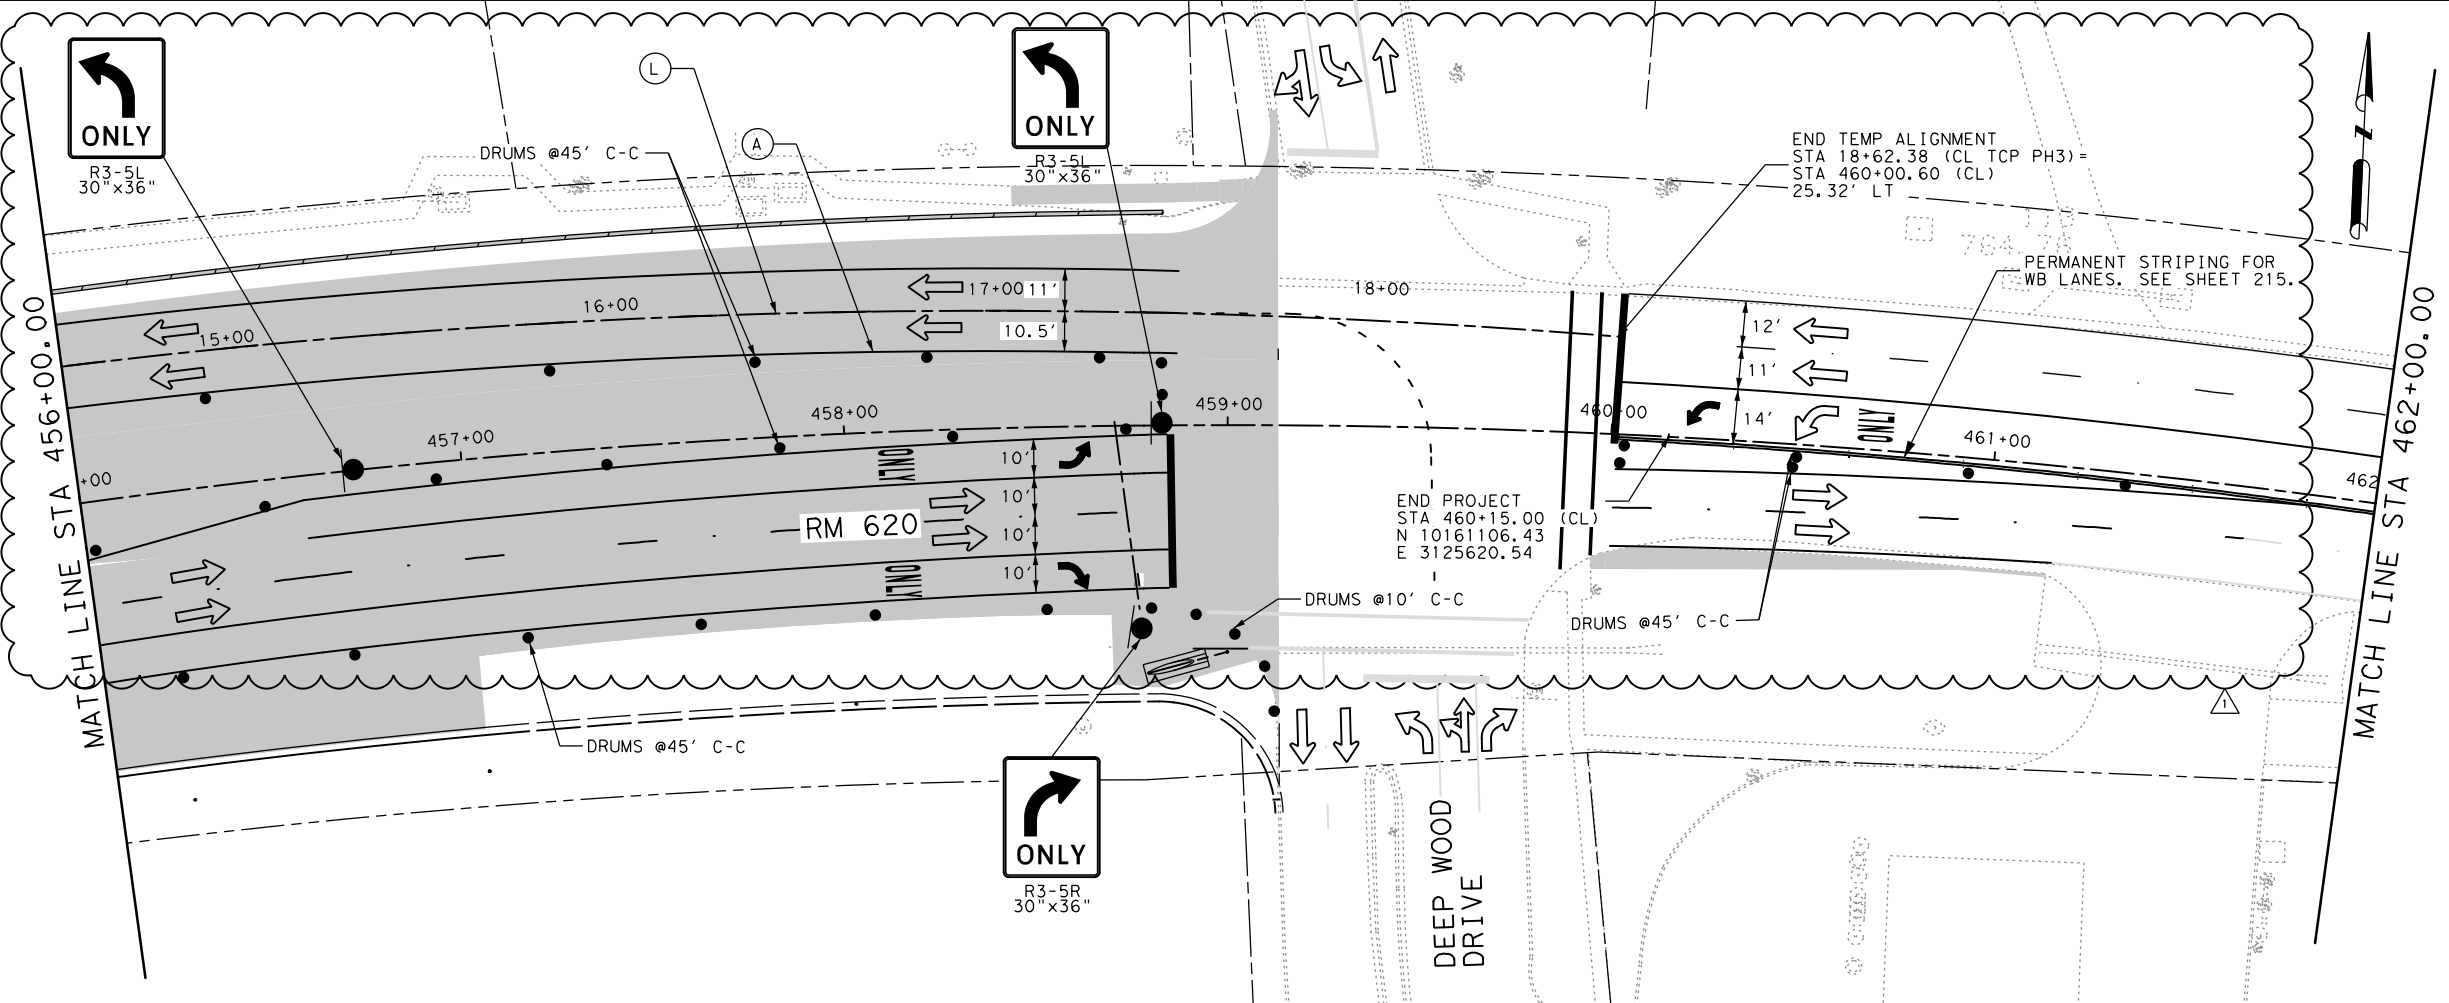 ONLY
R3-5L
30"x36"
L
DRUMS @45' C-C
A
ONLY
R3-5L
30"x36"
END TEMP ALIGNMENT
STA 18+62.38 (CL TCP PH3)=
STA 460+00.60 (CL)
25.32' LT
PERMANENT STRIPING FOR
WB LANES. SEE SHEET 215.
MATCH LINE STA 456+00.00
MATCH LINE STA 462+00.00
15+00
16+00
17+00
11'
10.5'
18+00
12'
11'
14'
ONLY
+00
457+00
458+00
459+00
460+00
461+00
462
ONLY
10'
10'
RM 620
10'
ONLY
10'
END PROJECT
STA 460+15.00 (CL)
N 10161106.43
E 3125620.54
DRUMS @10' C-C
DRUMS @45' C-C
DRUMS @45' C-C
1
ONLY
R3-5R
30"x36"
DEEP WOOD
DRIVE